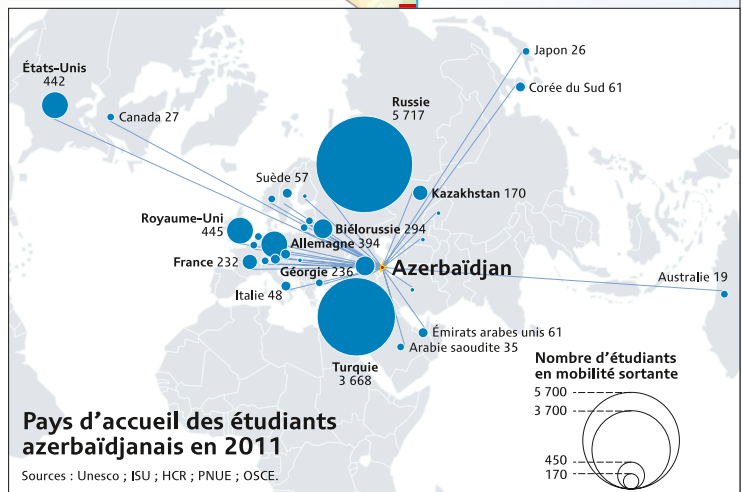 Japon 26
États-Unis
442
Corée du Sud 61
Russie
5 717
Canada 27
Suède 57
Kazakhstan 170
Royaume-Uni
445
Biélorussie 294
Allemagne 394
France 232
Géorgie 236
Azerbaïdjan
Australie 19
Italie 48
Émirats arabes unis 61
Arabie saoudite 35
Turquie
3 668
Nombre d'étudiants
en mobilité sortante
5 700
3 700
450
170
Pays d'accueil des étudiants
azerbaïdjanais en 2011
Sources : Unesco ; ISU ; HCR ; PNUE ; OSCE.